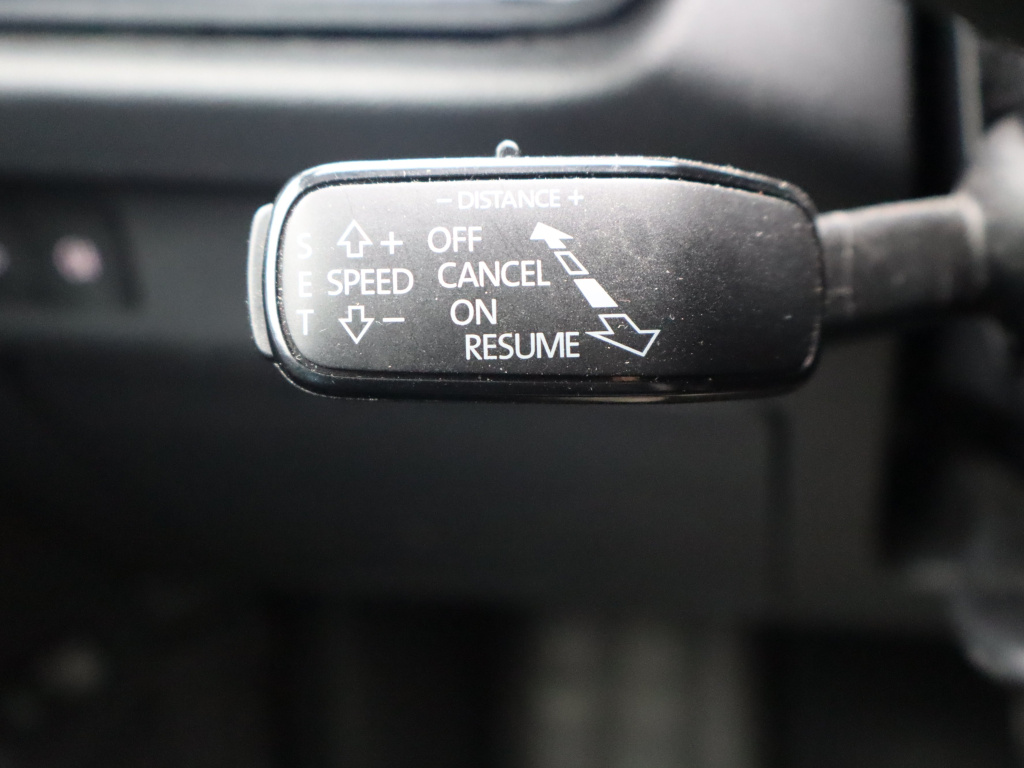 - DISTANCE +
S + OFF
E SPEED CANCEL
T - ON
RESUME